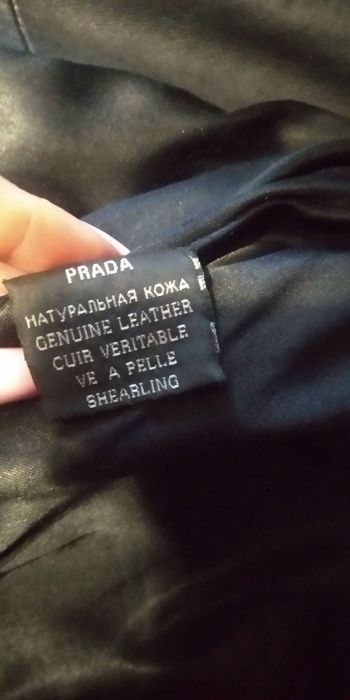 PRADA
НАТУРАЛЬНАЯ КОЖА
GENUINE LEATHER
CUIR VERITABLE
VE A PELLE
SHEARLING